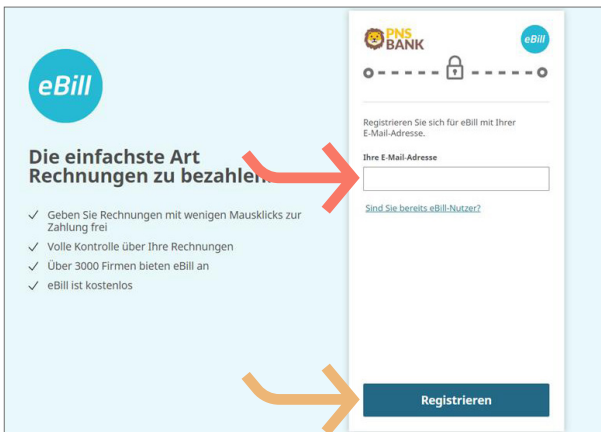 eBill
Die einfachste Art
Rechnungen zu bezahlen.
Geben Sie Rechnungen mit wenigen Mausklicks zur
Zahlung frei
Volle Kontrolle über Ihre Rechnungen
Über 3000 Firmen bieten eBill an
eBill ist kostenlos
PNS
BANK
eBill
Registrieren Sie sich für eBill mit Ihrer
E-Mail-Adresse.
Ihre E-Mail-Adresse
Sind Sie bereits eBill-Nutzer?
Registrieren